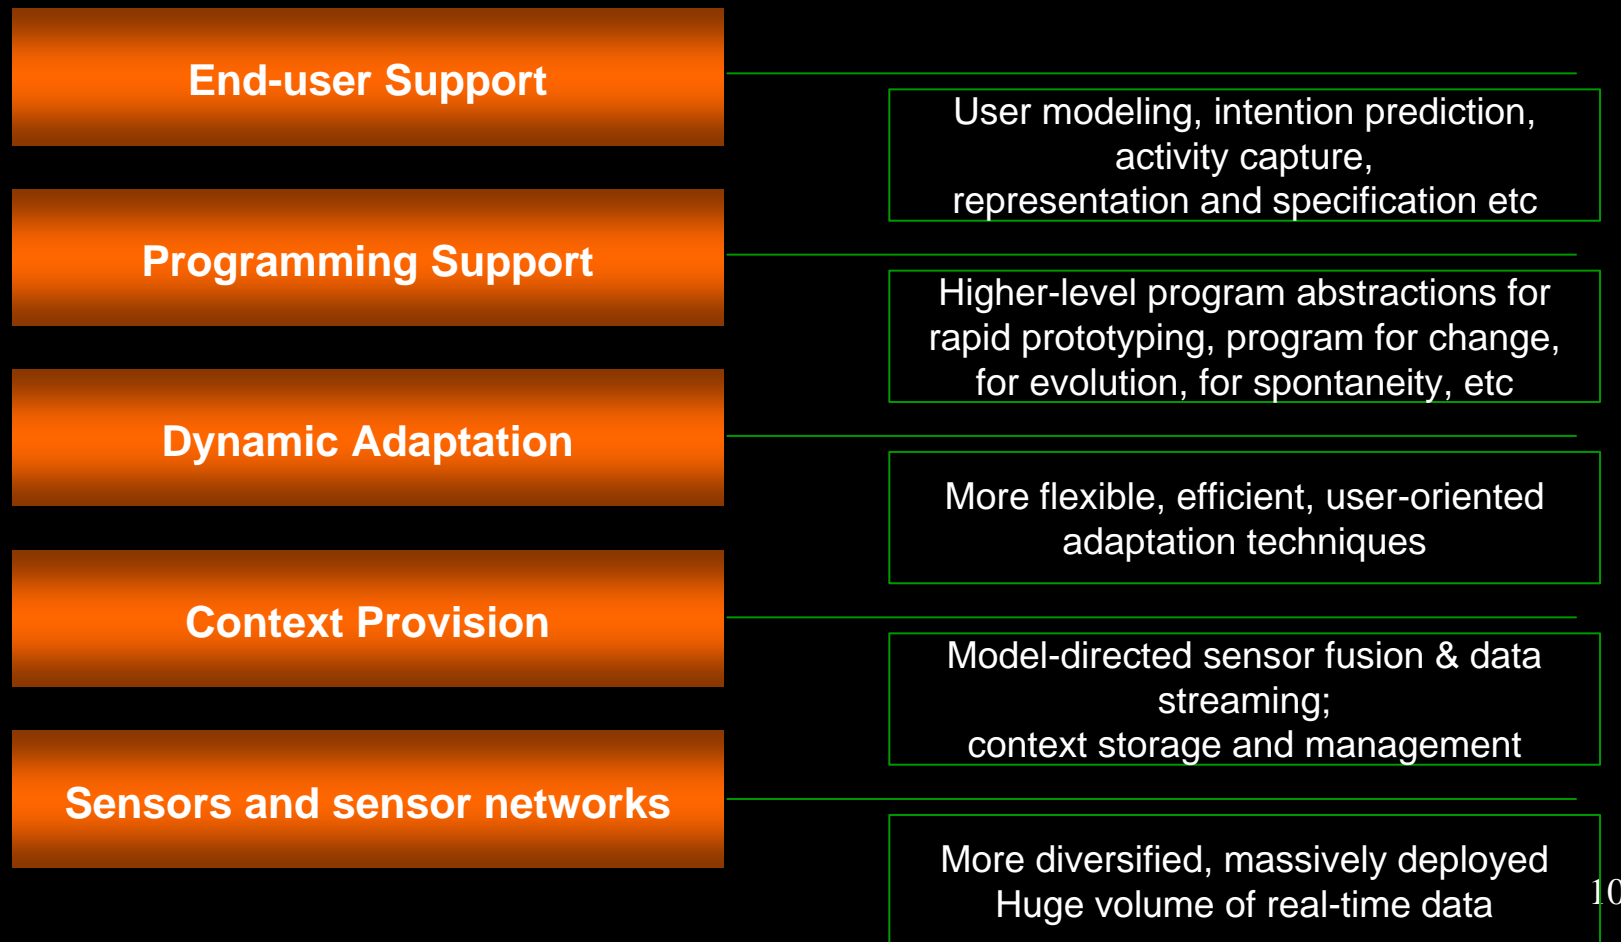 End-user Support
User modeling, intention prediction,
activity capture,
representation and specification etc
Programming Support
Higher-level program abstractions for
rapid prototyping, program for change,
for evolution, for spontaneity, etc
Dynamic Adaptation
More flexible, efficient, user-oriented
adaptation techniques
Context Provision
Model-directed sensor fusion & data
streaming;
context storage and management
Sensors and sensor networks
More diversified, massively deployed
Huge volume of real-time data
10